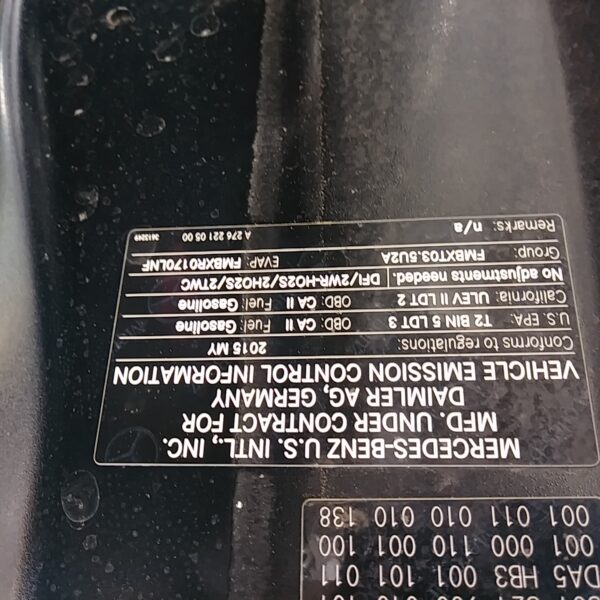 MERCEDES-BENZ U.S. INTL., INC.
MFD. UNDER CONTRACT FOR
DAIMLER AG, GERMANY
VEHICLE EMISSION CONTROL INFORMATION
Conforms to regulations: 2015 MY
U.S. EPA: T2 BIN 5 LDT 3 OBD: CA II Fuel: Gasoline
California: ULEV II LDT 2 OBD: CA II Fuel: Gasoline
No adjustments needed. DFI/2WR-HO2S/2HO2S/2TWC
Group: FMBXT03.5U2A EVAP: FMBXR0170LNF
Remarks: n/a
A 276 221 05 00
DA5 HB3 001 101 011
001 000 110 001 100
001 011 010 010 138